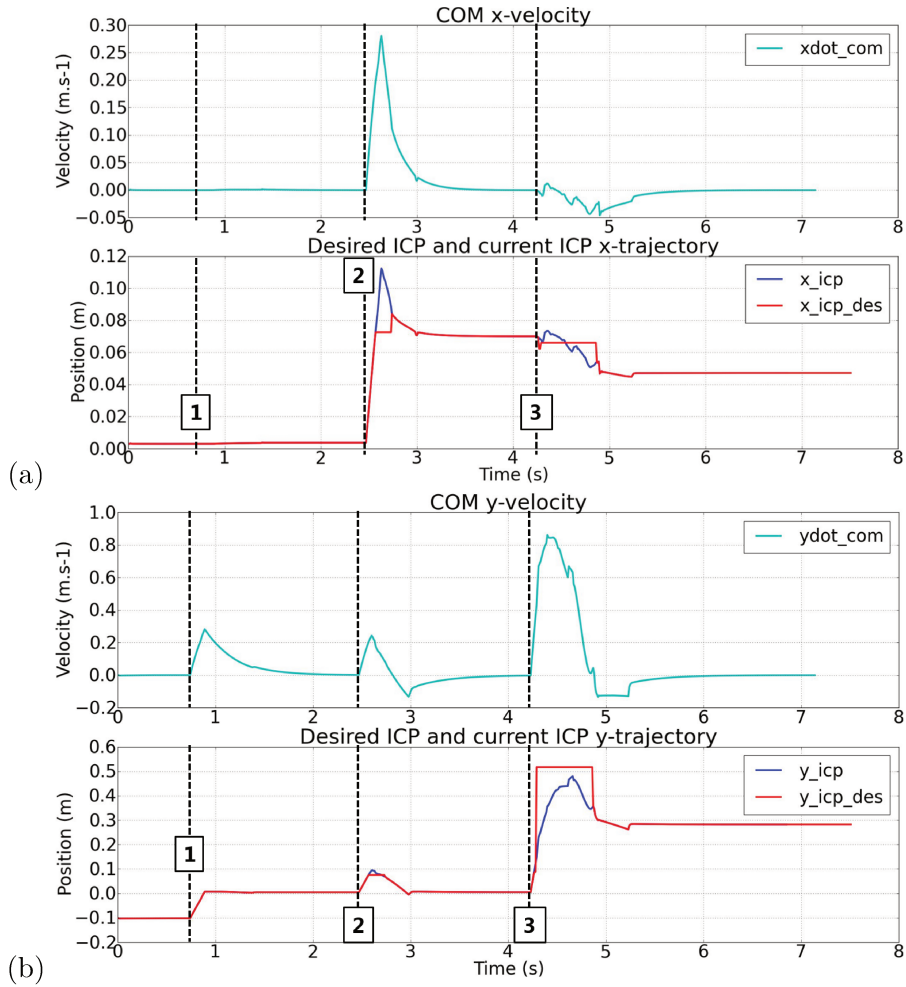 COM x-velocity
0.30
0.25
0.20
0.15
0.10
0.05
0.00
−0.05
Velocity (m.s-1)
xdot_com
0 1 2 3 4 5 6 7 8
Desired ICP and current ICP x-trajectory
0.12
0.10
0.08
0.06
0.04
0.02
0.00
Position (m)
x_icp
x_icp_des
2
1
3
0 1 2 3 4 5 6 7 8
Time (s)
(a)
COM y-velocity
1.0
0.8
0.6
0.4
0.2
0.0
−0.2
Velocity (m.s-1)
ydot_com
0 1 2 3 4 5 6 7 8
Desired ICP and current ICP y-trajectory
0.6
0.5
0.4
0.3
0.2
0.1
0.0
−0.1
−0.2
Position (m)
y_icp
y_icp_des
1
2
3
0 1 2 3 4 5 6 7 8
Time (s)
(b)